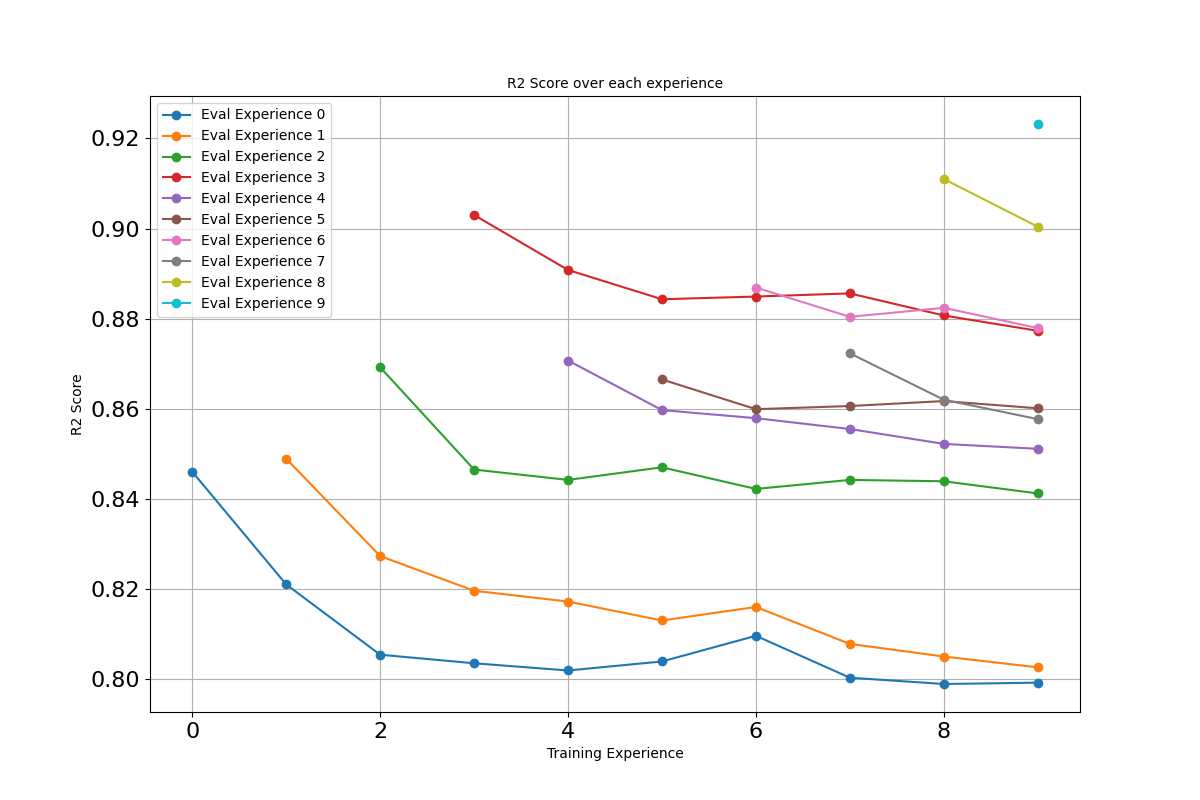 R2 Score over each experience
Eval Experience 0
Eval Experience 1
Eval Experience 2
Eval Experience 3
Eval Experience 4
Eval Experience 5
Eval Experience 6
Eval Experience 7
Eval Experience 8
Eval Experience 9
0.92
0.90
0.88
0.86
0.84
0.82
0.80
R2 Score
0 2 4 6 8
Training Experience